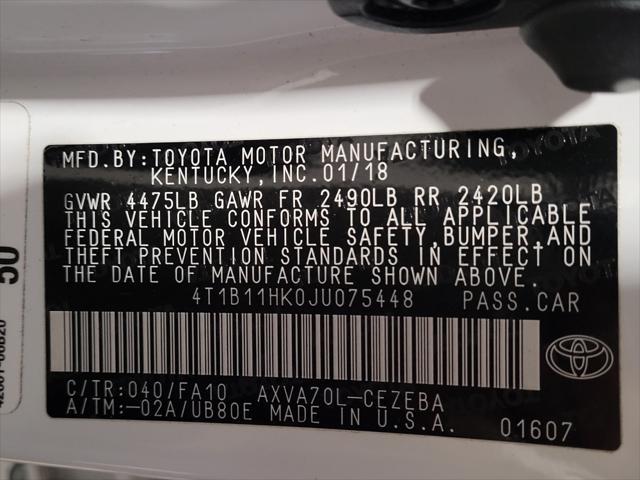 MFD.BY:TOYOTA MOTOR MANUFACTURING,
KENTUCKY,INC.01/18
GVWR 4475LB GAWR FR 2490LB RR 2420LB
THIS VEHICLE CONFORMS TO ALL APPLICABLE
FEDERAL MOTOR VEHICLE SAFETY,BUMPER,AND
THEFT PREVENTION STANDARDS IN EFFECT ON
THE DATE OF MANUFACTURE SHOWN ABOVE.
4T1B11HK0JU075448 PASS.CAR
C/TR:040/FA10 AXVA70L-CEZEBA
A/TM:-02A/UB80E MADE IN U.S.A.
01607
50